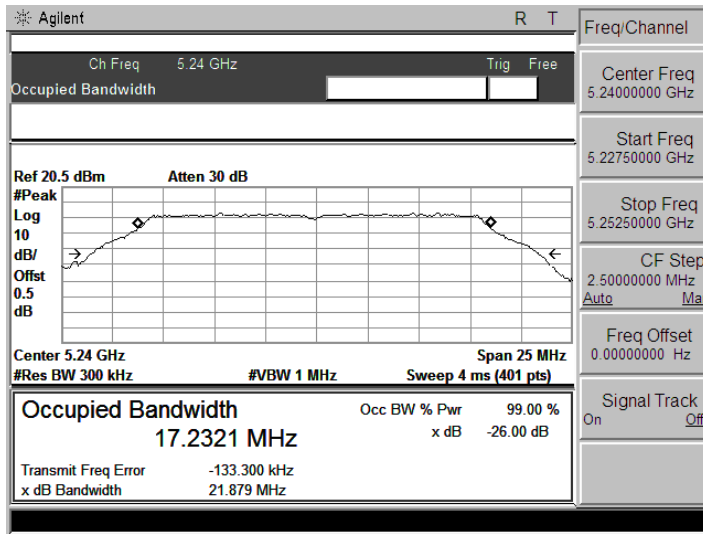 Agilent R T
Freq/Channel
Ch Freq 5.24 GHz Trig Free
Occupied Bandwidth
Center Freq
5.24000000 GHz
Start Freq
5.22750000 GHz
Stop Freq
5.25250000 GHz
CF Step
2.50000000 MHz
Auto Ma
Freq Offset
0.00000000 Hz
Signal Track
On Off
Ref 20.5 dBm Atten 30 dB
#Peak
Log
10
dB/
Offst
0.5
dB
Center 5.24 GHz Span 25 MHz
#Res BW 300 kHz #VBW 1 MHz Sweep 4 ms (401 pts)
Occupied Bandwidth Occ BW % Pwr 99.00 %
17.2321 MHz x dB -26.00 dB
Transmit Freq Error -133.300 kHz
x dB Bandwidth 21.879 MHz